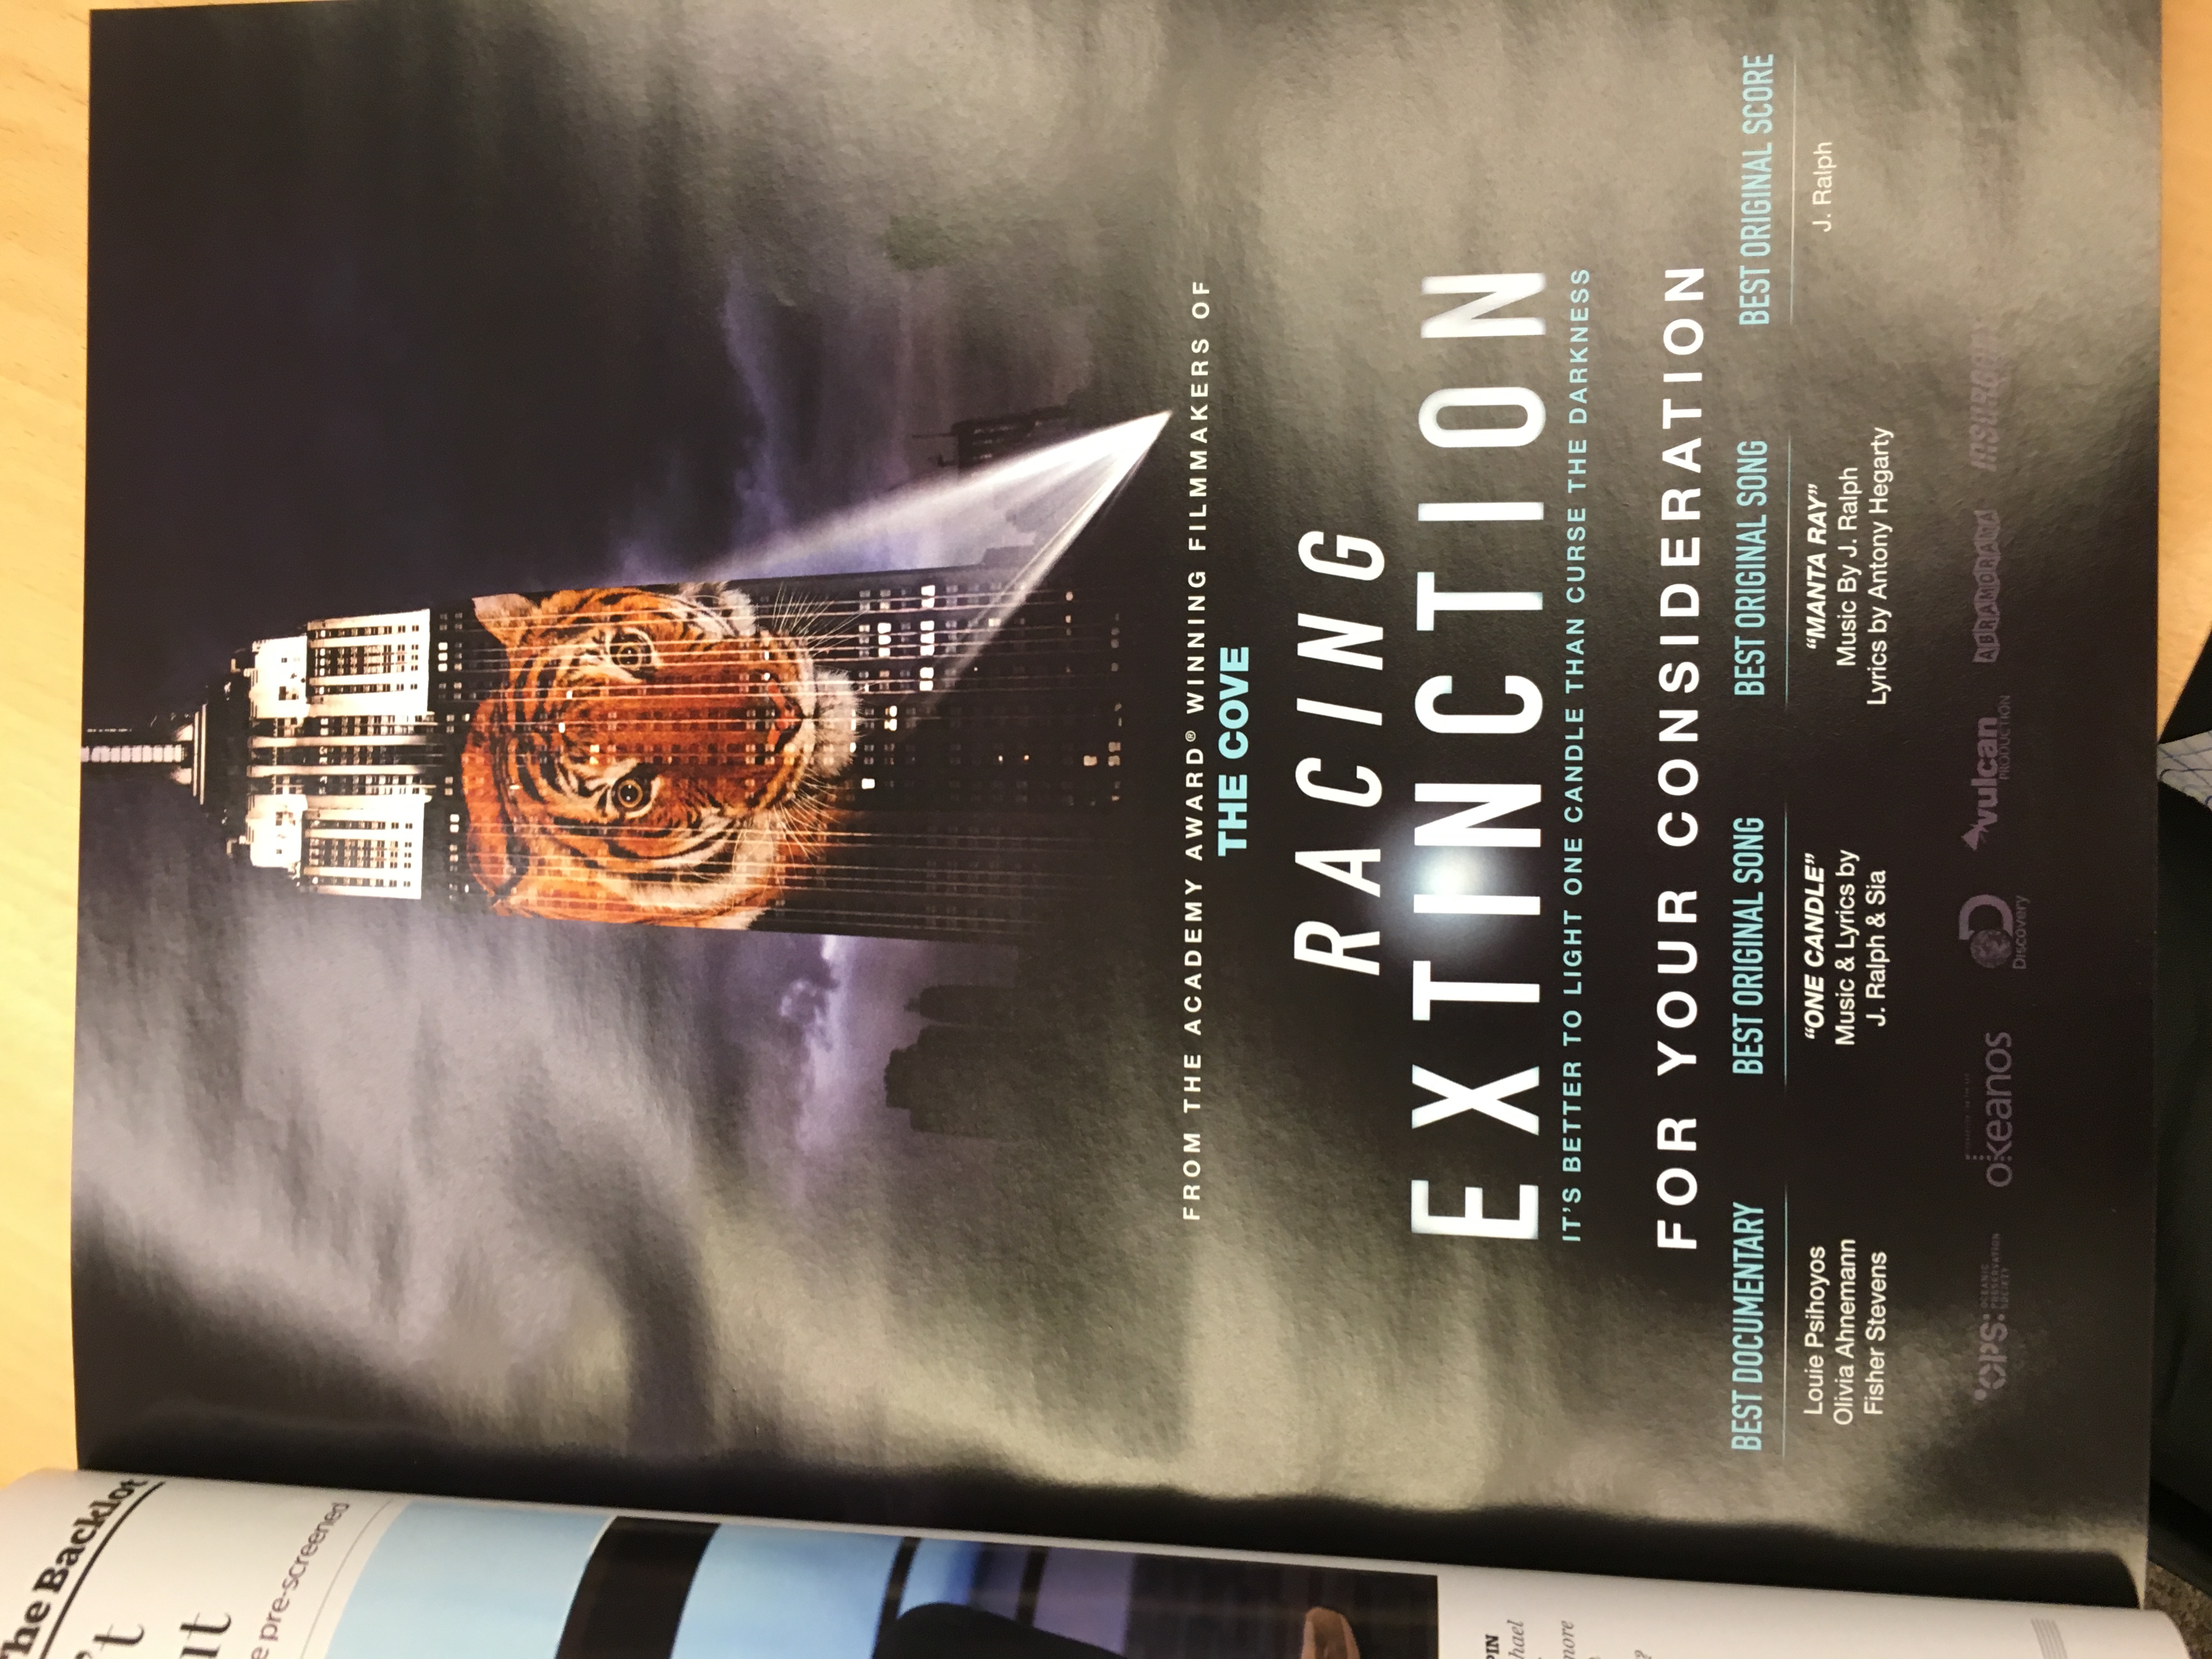 The Backlot
't
ut
e pre-screened
PIN
hael
more
?
FROM THE ACADEMY AWARD® WINNING FILMMAKERS OF
THE COVE
RACING
EXTINCTION
IT'S BETTER TO LIGHT ONE CANDLE THAN CURSE THE DARKNESS
FOR YOUR CONSIDERATION
BEST DOCUMENTARY
Louie Psihoyos
Olivia Ahnemann
Fisher Stevens
BEST ORIGINAL SONG
“ONE CANDLE”
Music & Lyrics by
J. Ralph & Sia
BEST ORIGINAL SONG
“MANTA RAY”
Music By J. Ralph
Lyrics by Antony Hegarty
BEST ORIGINAL SCORE
J. Ralph
OPS: OCEANIC
PRESERVATION
SOCIETY
okeanos
Discovery
vulcan
PRODUCTION
ABRAMORAMA